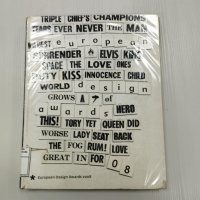 TRIPLE CHIEF'S CHAMPIONS
STARS EVER NEVER THE MAN
european
SURRENDER ELVIS KING
SPACE THE LOVE ONES
DUTY KISS INNOCENCE CHILD
WORLD design
GROWS of
awards HERO
THIS! TORY YET QUEEN DID
WORSE LADY SEAT BACK
THE FOG RUM! LOVE
GREAT IN FOR 08
European Design Awards 2008